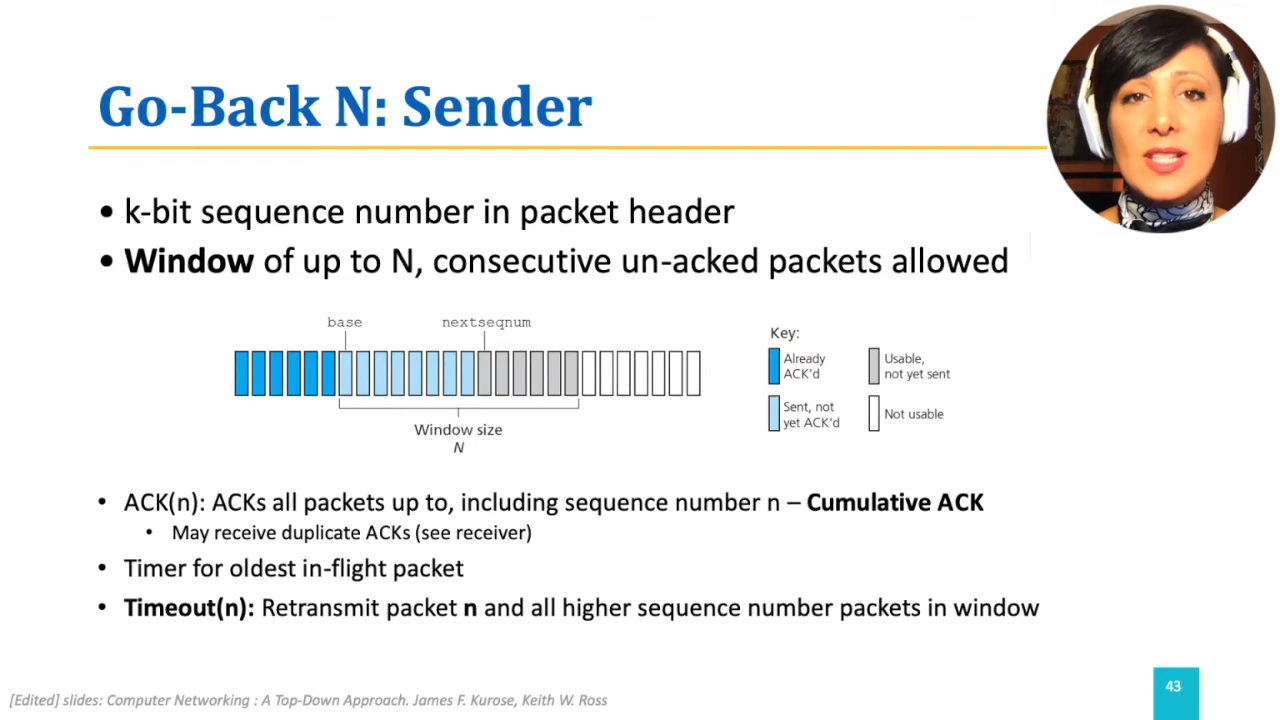 Go-Back N: Sender
• k-bit sequence number in packet header
• Window of up to N, consecutive un-acked packets allowed
base
nextseqnum
Window size
N
Key:
Already
ACK'd
Usable,
not yet sent
Sent, not
yet ACK'd
Not usable
• ACK(n): ACKs all packets up to, including sequence number n – Cumulative ACK
• May receive duplicate ACKs (see receiver)
• Timer for oldest in-flight packet
• Timeout(n): Retransmit packet n and all higher sequence number packets in window
[Edited] slides: Computer Networking : A Top-Down Approach. James F. Kurose, Keith W. Ross
43